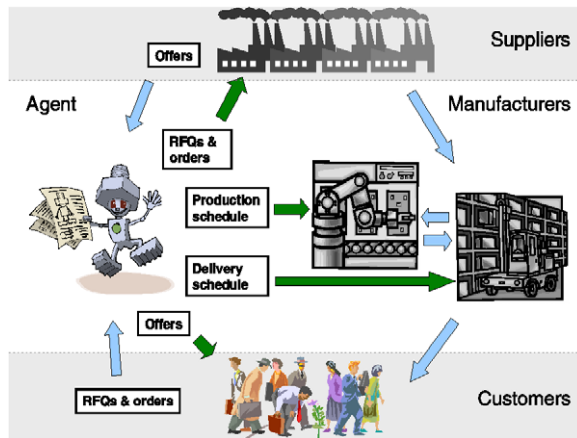 Suppliers
Offers
Agent
Manufacturers
RFQs &
orders
Production
schedule
Delivery
schedule
Offers
RFQs & orders
Customers